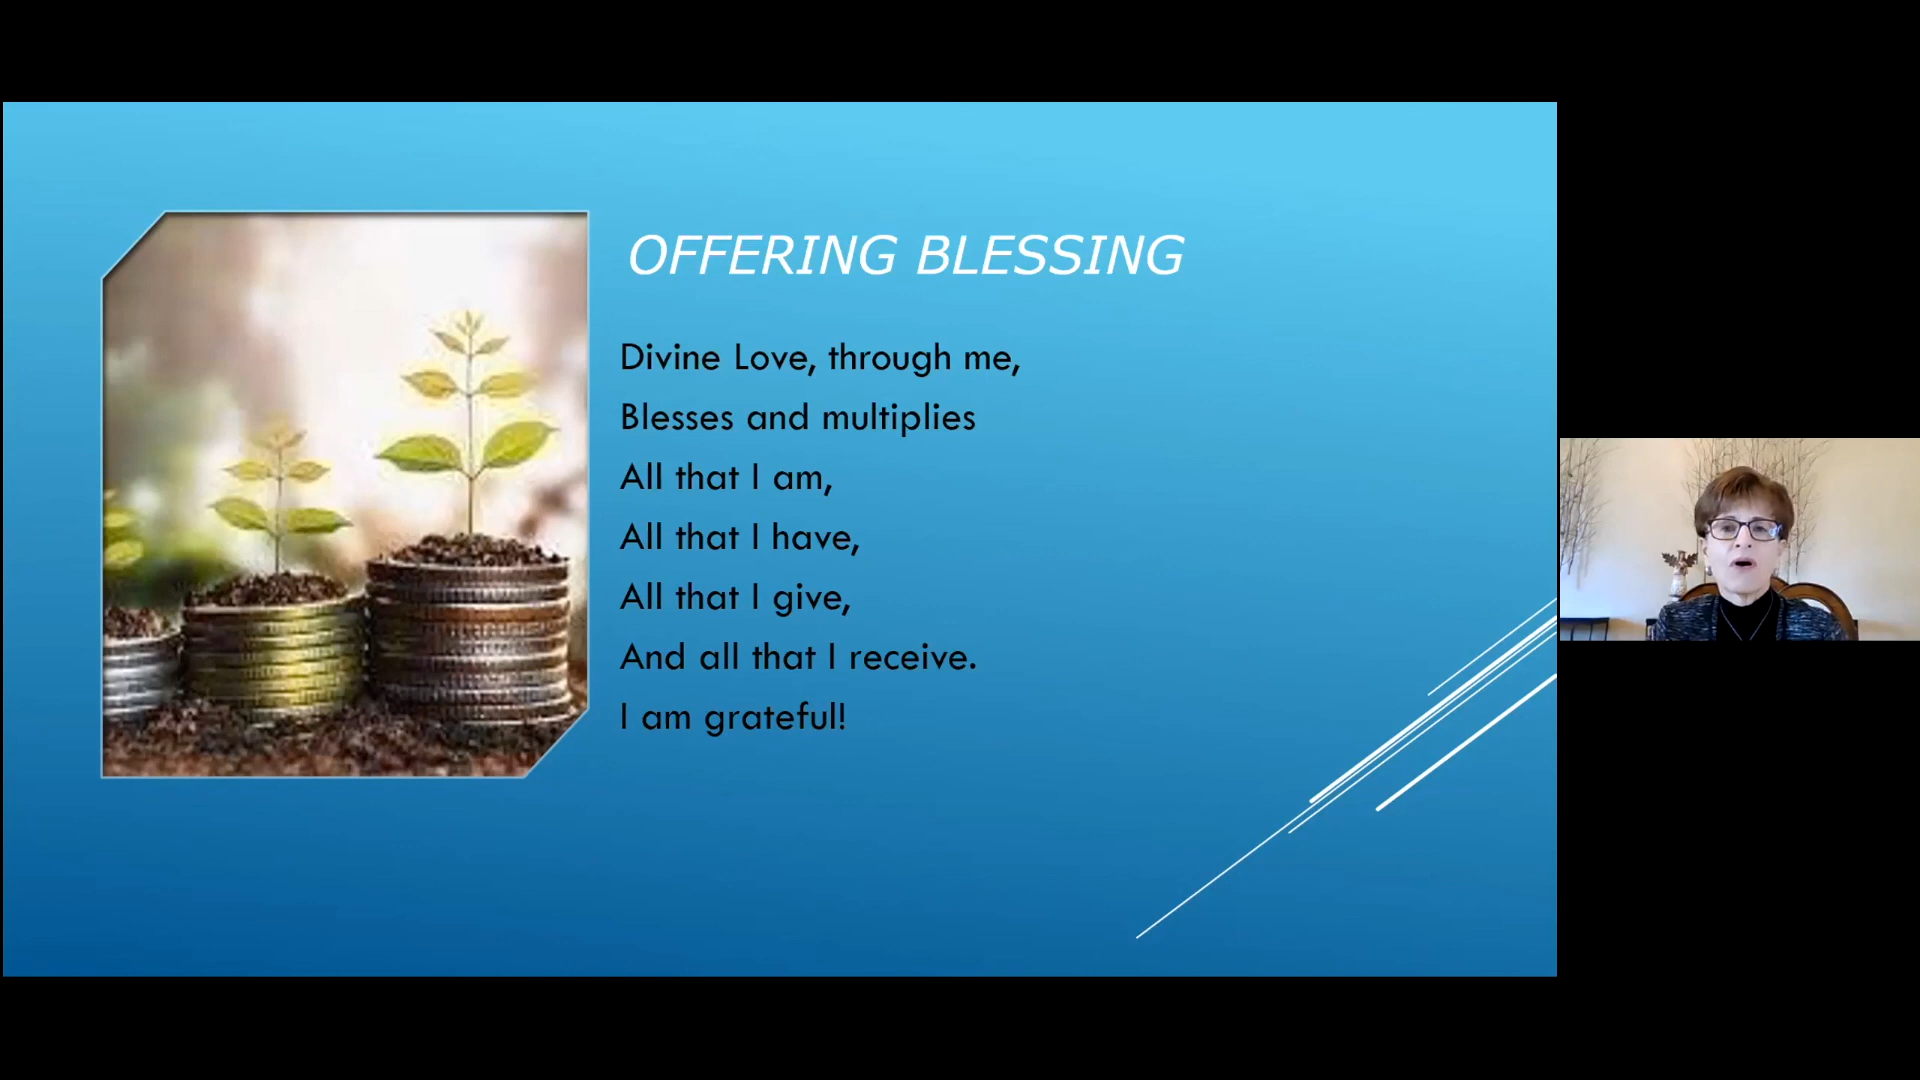 OFFERING BLESSING
Divine Love, through me,
Blesses and multiplies
All that I am,
All that I have,
All that I give,
And all that I receive.
I am grateful!